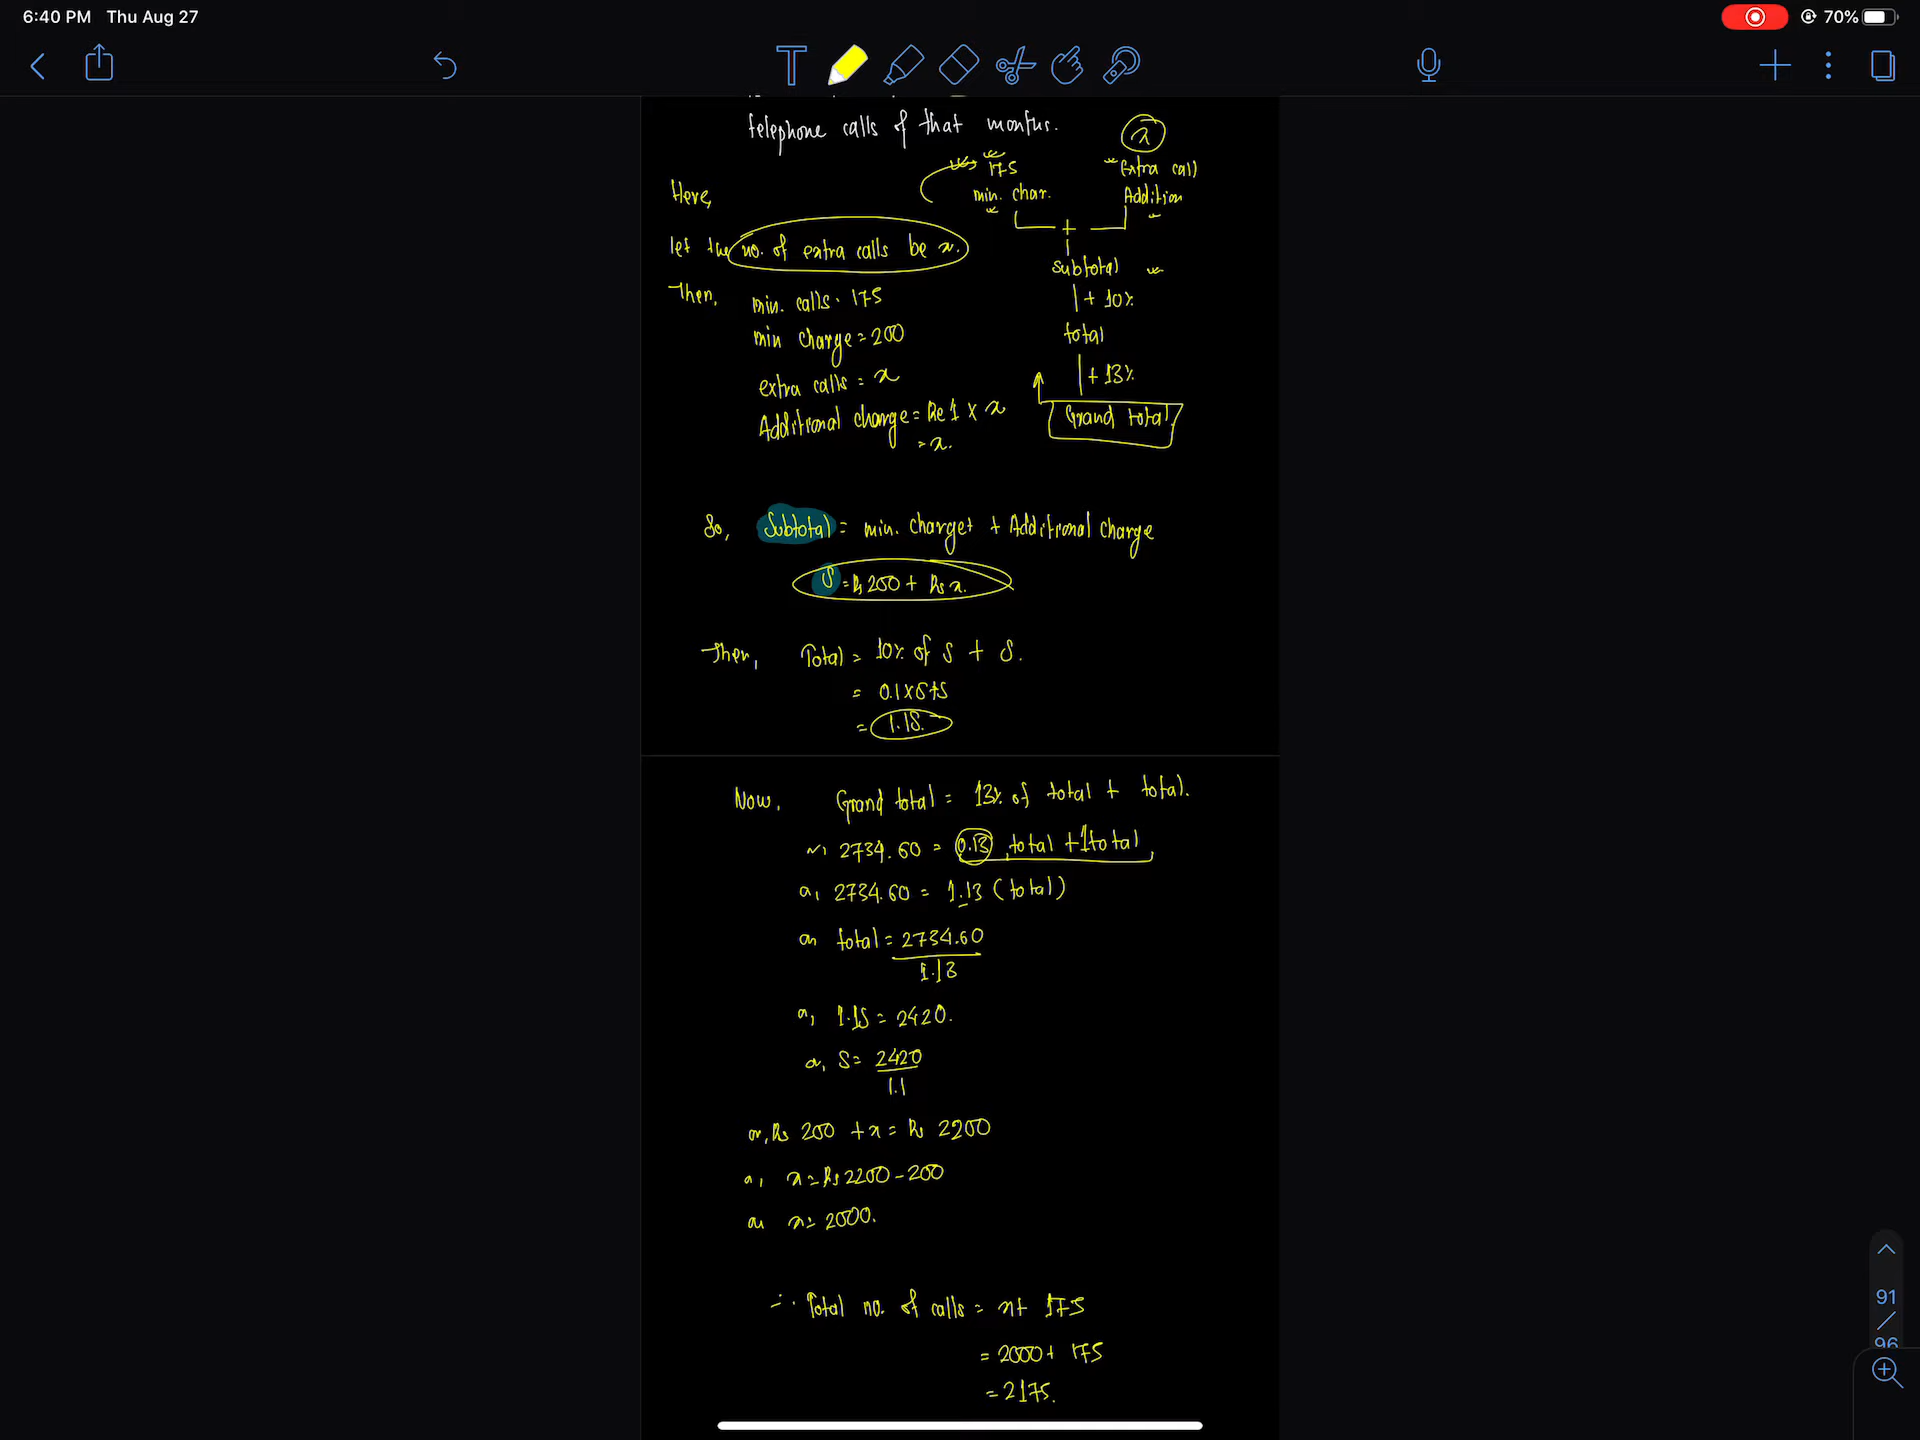 6:40 PM Thu Aug 27
70%
telephone calls of that months.
x
175
Extra call
min. char.
Addition
+
Subtotal
+ 10%
total
+ 13%
Grand total
Here,
let the no. of extra calls be x.
Then,
min. calls = 175
min charge = 200
extra calls = x
Additional charge = Re 1 × x
= x.
So, Subtotal = min. charge + Additional charge
S = Rs 200 + Rs x.
Then, Total = 10% of S + S.
= 0.1×S+S
= 1.1S.
Now, Grand total = 13% of total + total.
or, 2734.60 = 0.13 total + 1 total
or, 2734.60 = 1.13 (total)
or total = 2734.60
1.13
or, 1.1S = 2420.
or, S = 2420
1.1
or, Rs 200 + x = Rs 2200
or, x = Rs 2200 - 200
or x = 2000.
∴ Total no. of calls = x + 175
= 2000 + 175
= 2175.
91
/
96